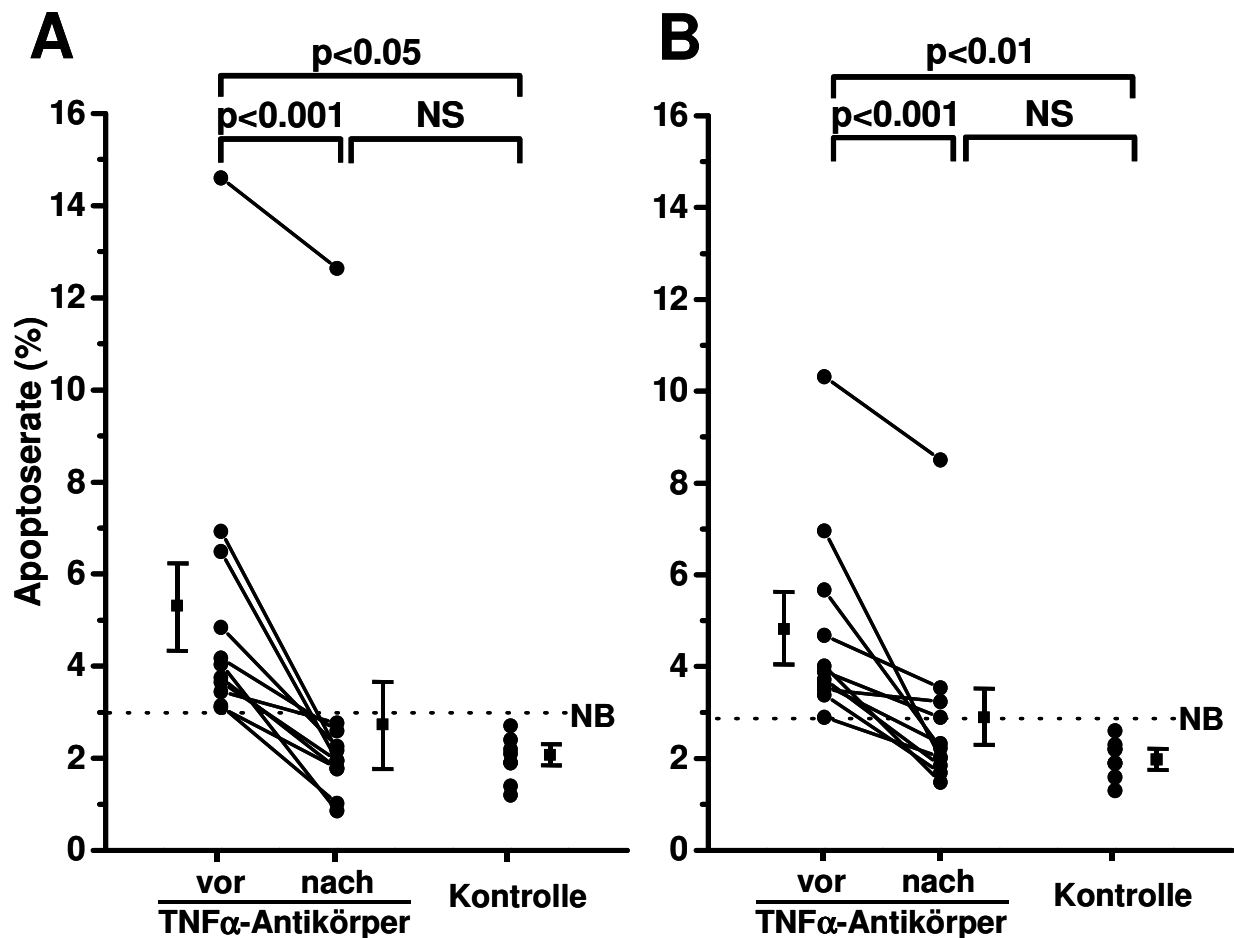 A
p<0.05
p<0.001
NS
16
14
12
10
8
6
4
2
0
Apoptoserate (%)
NB
vor
nach
Kontrolle
TNFα-Antikörper
B
p<0.01
p<0.001
NS
16
14
12
10
8
6
4
2
0
NB
vor
nach
Kontrolle
TNFα-Antikörper